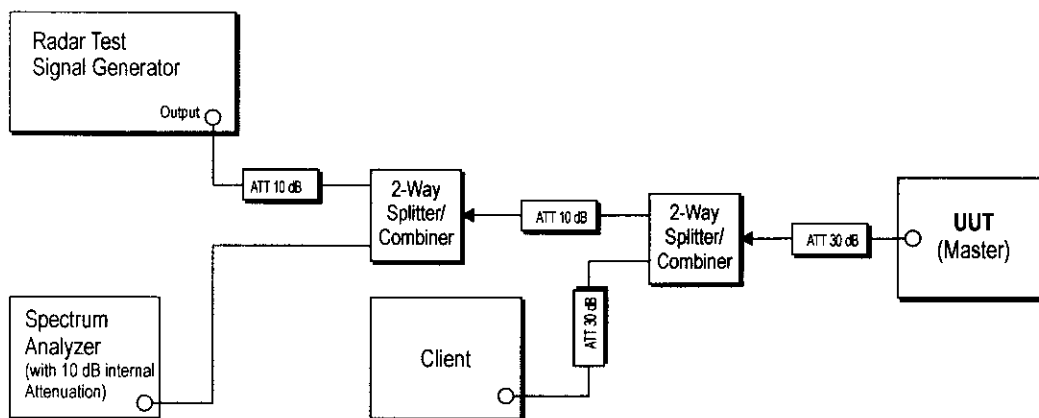 Radar Test
Signal Generator
Output
ATT 10 dB
2-Way
Splitter/
Combiner
ATT 10 dB
2-Way
Splitter/
Combiner
ATT 30 dB
UUT
(Master)
Spectrum
Analyzer
(with 10 dB internal
Attenuation)
Client
ATT 30 dB